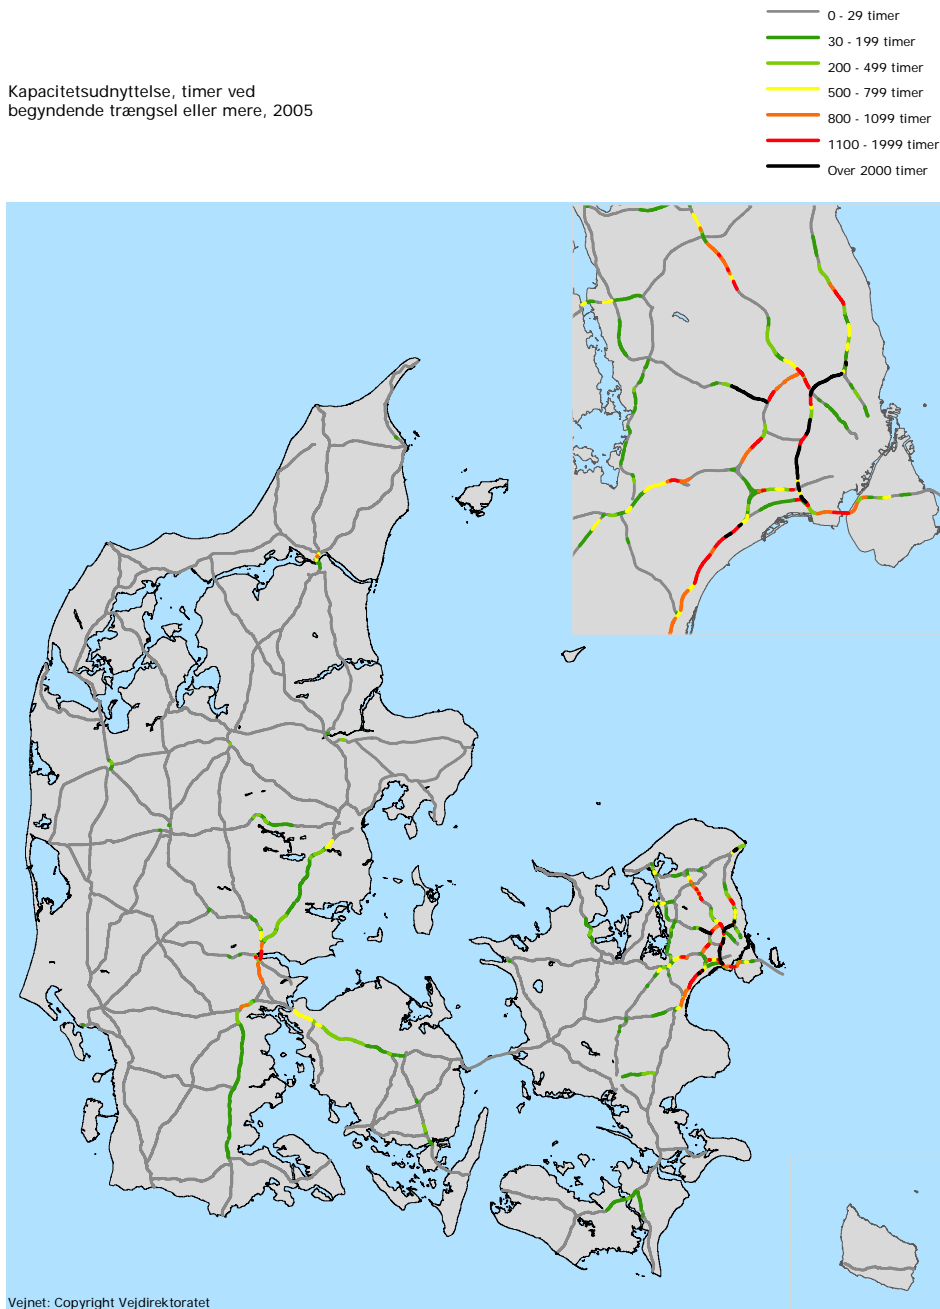 0 - 29 timer
30 - 199 timer
200 - 499 timer
500 - 799 timer
800 - 1099 timer
1100 - 1999 timer
Over 2000 timer
Kapacitetsudnyttelse, timer ved
begyndende trængsel eller mere, 2005
Vejnet: Copyright Vejdirektoratet